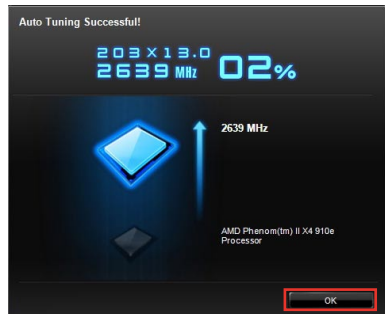 Auto Tuning Successful!
203X13.0
2639 MHz
02%
2639 MHz
AMD Phenom(tm) II X4 910e
Processor
OK